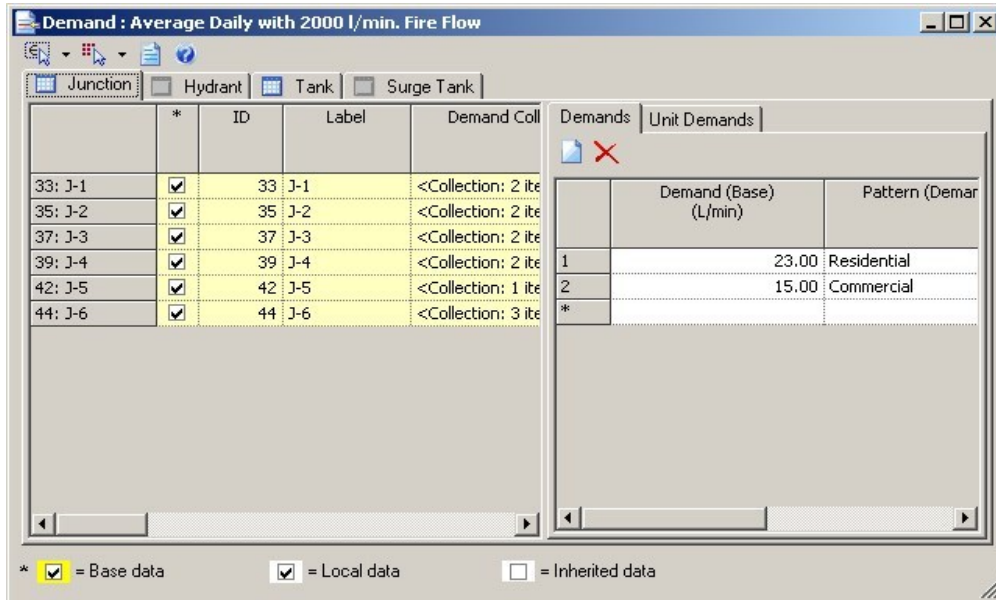 Demand : Average Daily with 2000 l/min. Fire Flow
Junction Hydrant Tank Surge Tank
* ID Label Demand Coll
33: J-1 33 J-1 <Collection: 2 ite
35: J-2 35 J-2 <Collection: 2 ite
37: J-3 37 J-3 <Collection: 2 ite
39: J-4 39 J-4 <Collection: 2 ite
42: J-5 42 J-5 <Collection: 1 ite
44: J-6 44 J-6 <Collection: 3 ite
Demands Unit Demands
Demand (Base) Pattern (Demar
(L/min)
1 23.00 Residential
2 15.00 Commercial
*
* = Base data = Local data = Inherited data